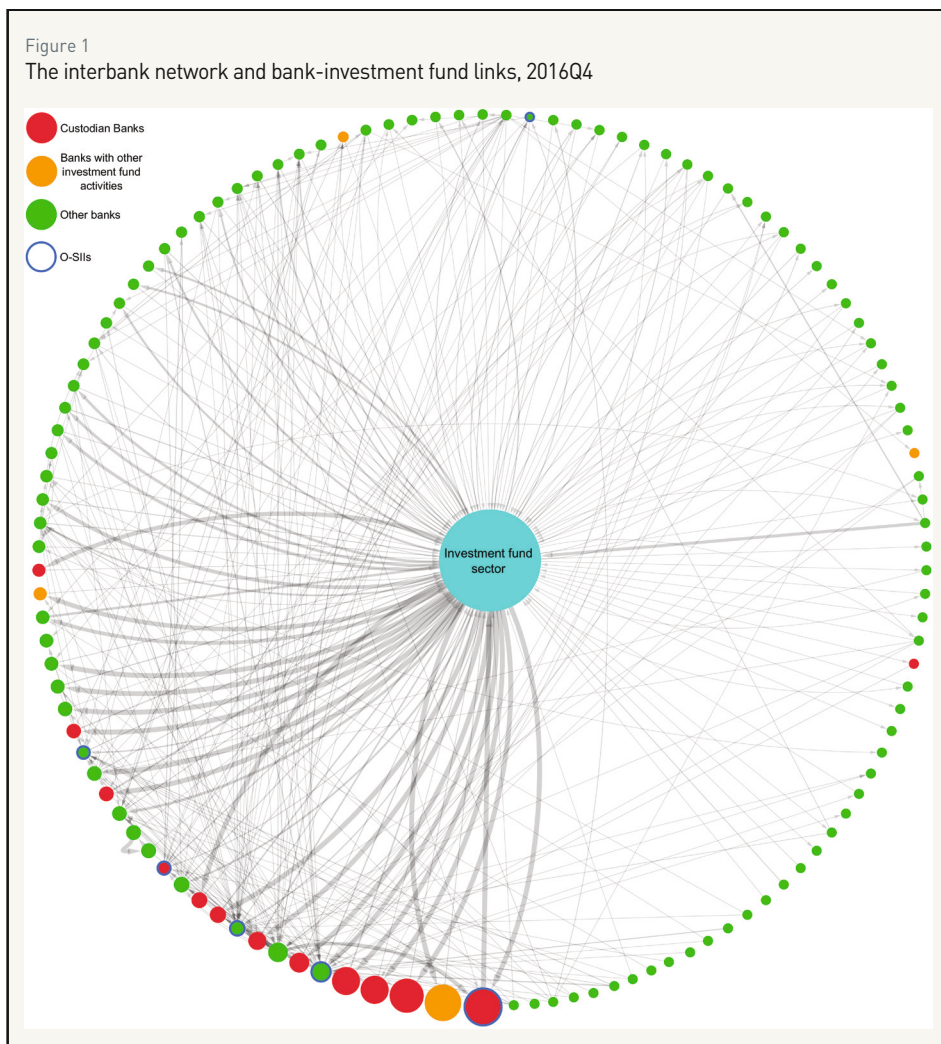 Figure 1
The interbank network and bank-investment fund links, 2016Q4
Custodian Banks
Banks with other
investment fund
activities
Other banks
O-SIIs
Investment fund
sector